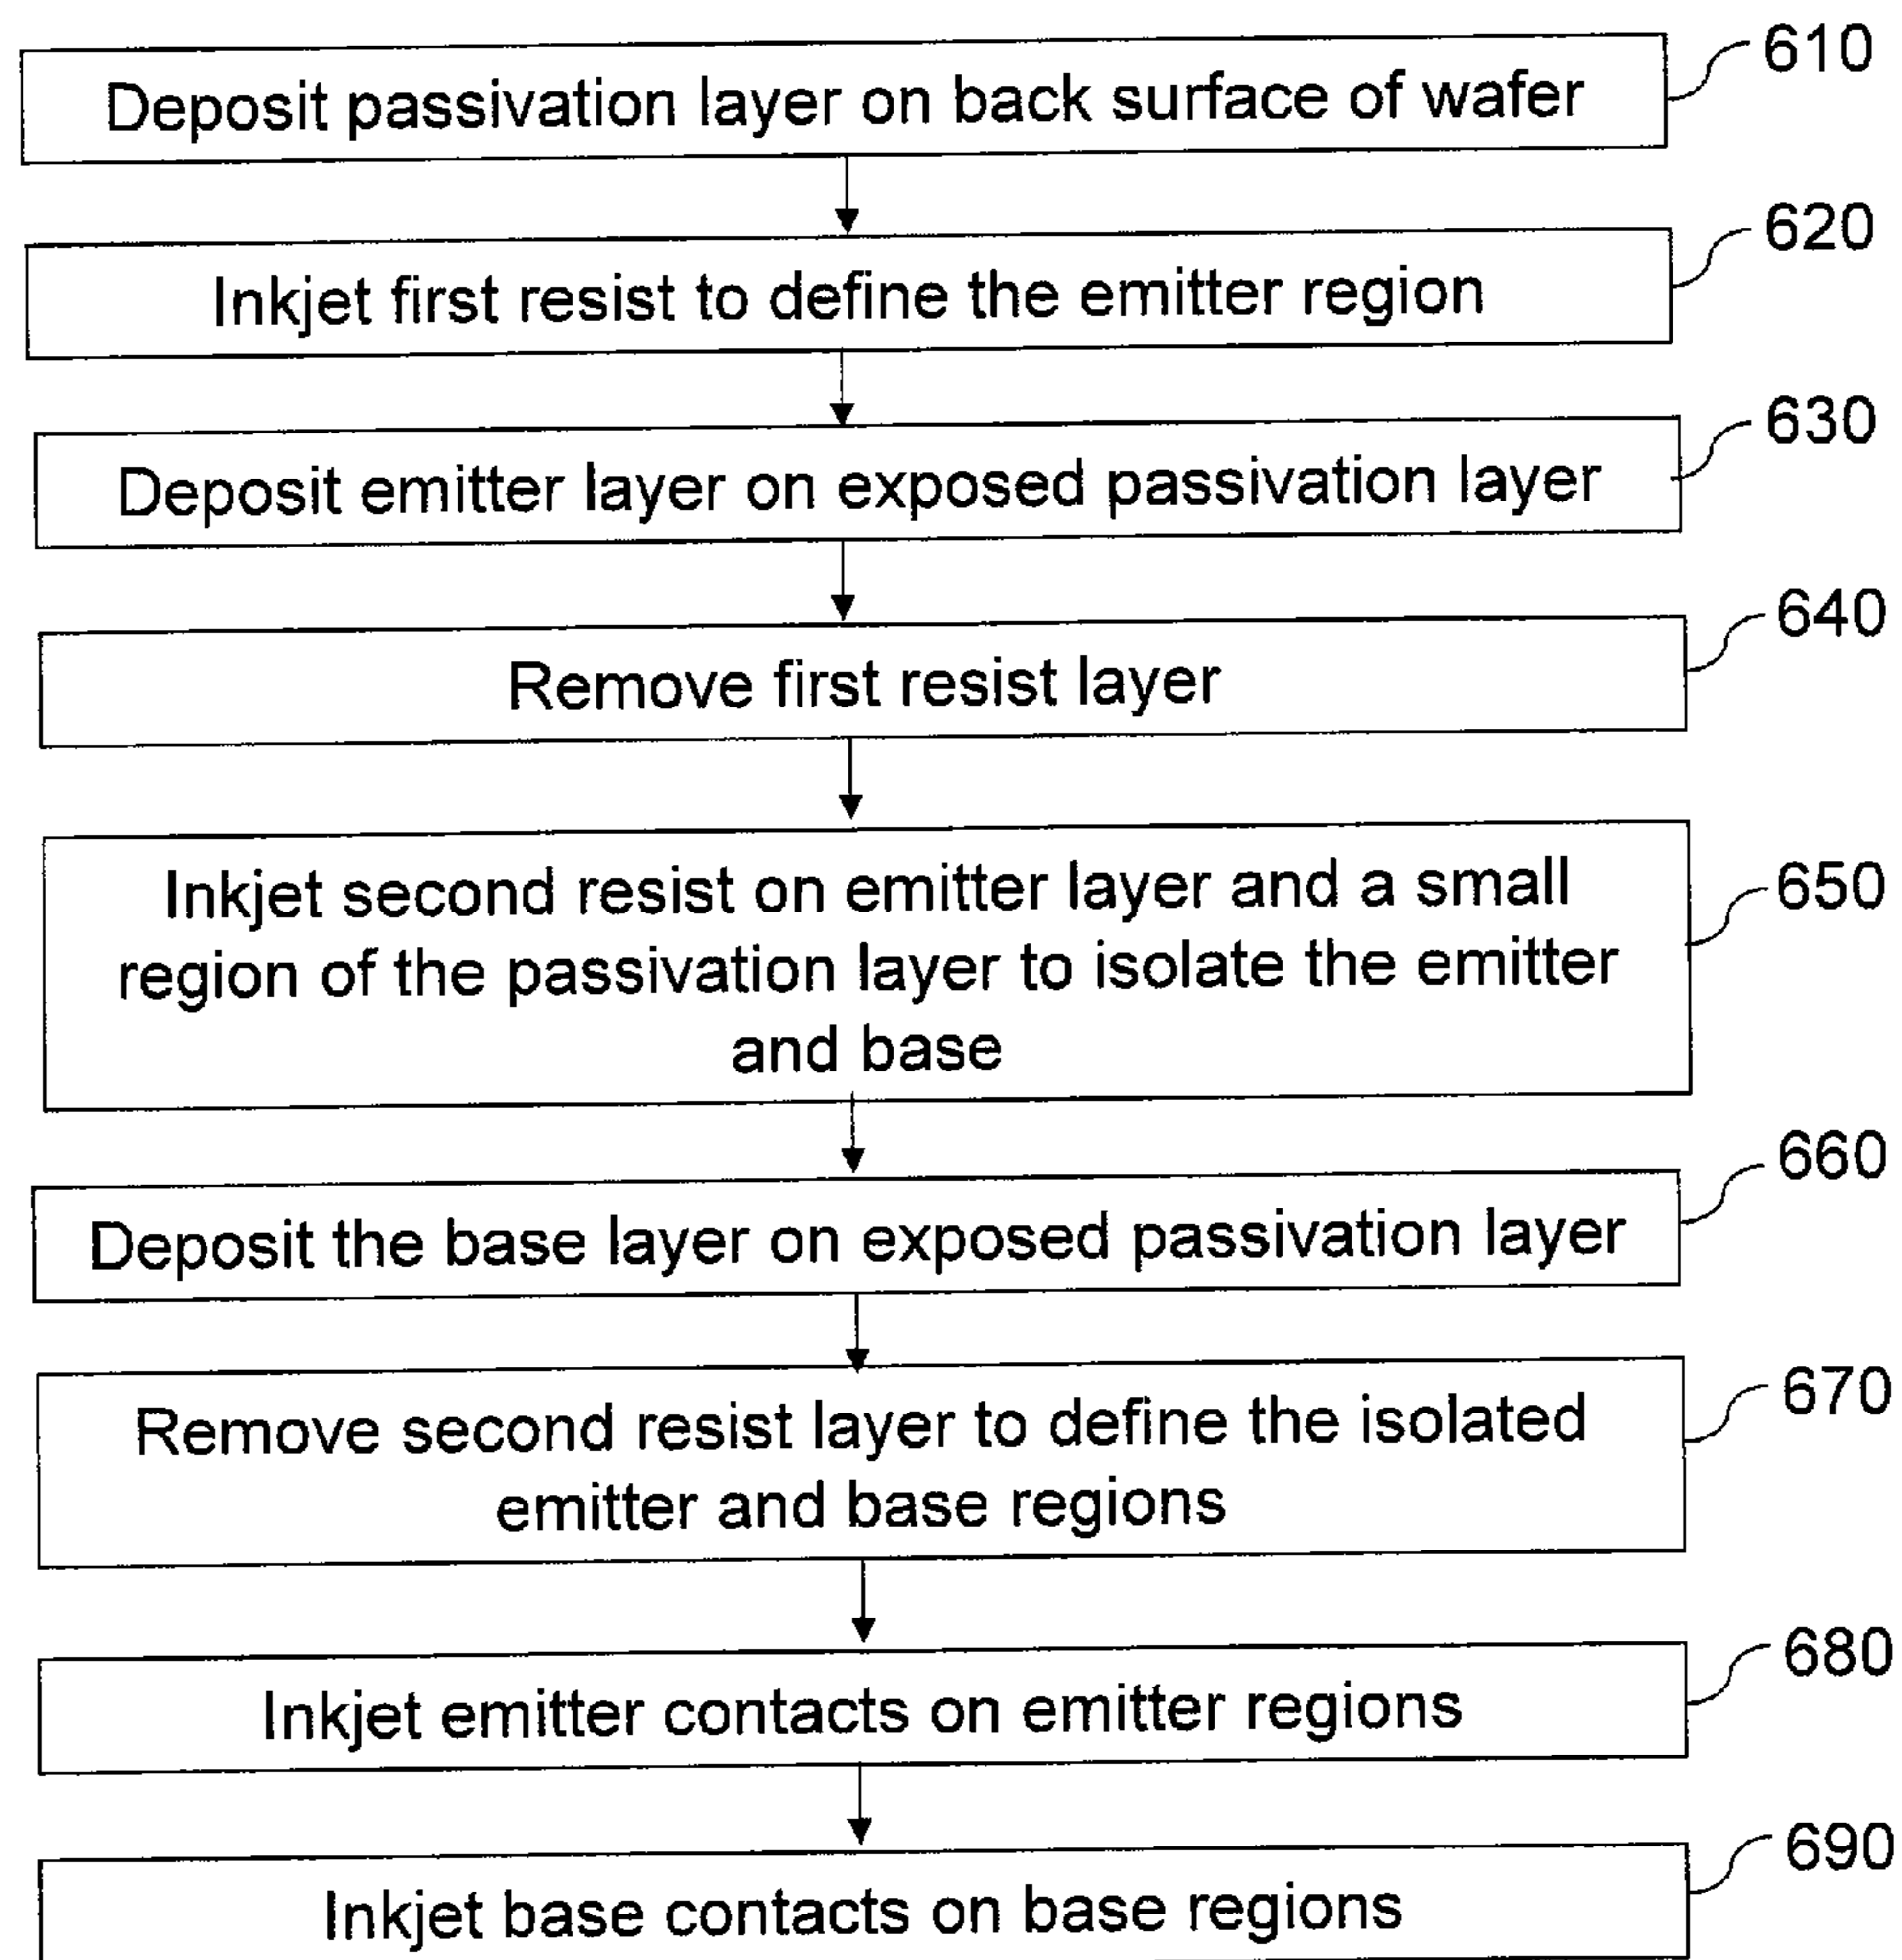 610
Deposit passivation layer on back surface of wafer
620
Inkjet first resist to define the emitter region
630
Deposit emitter layer on exposed passivation layer
640
Remove first resist layer
650
Inkjet second resist on emitter layer and a small
region of the passivation layer to isolate the emitter
and base
660
Deposit the base layer on exposed passivation layer
670
Remove second resist layer to define the isolated
emitter and base regions
680
Inkjet emitter contacts on emitter regions
690
Inkjet base contacts on base regions